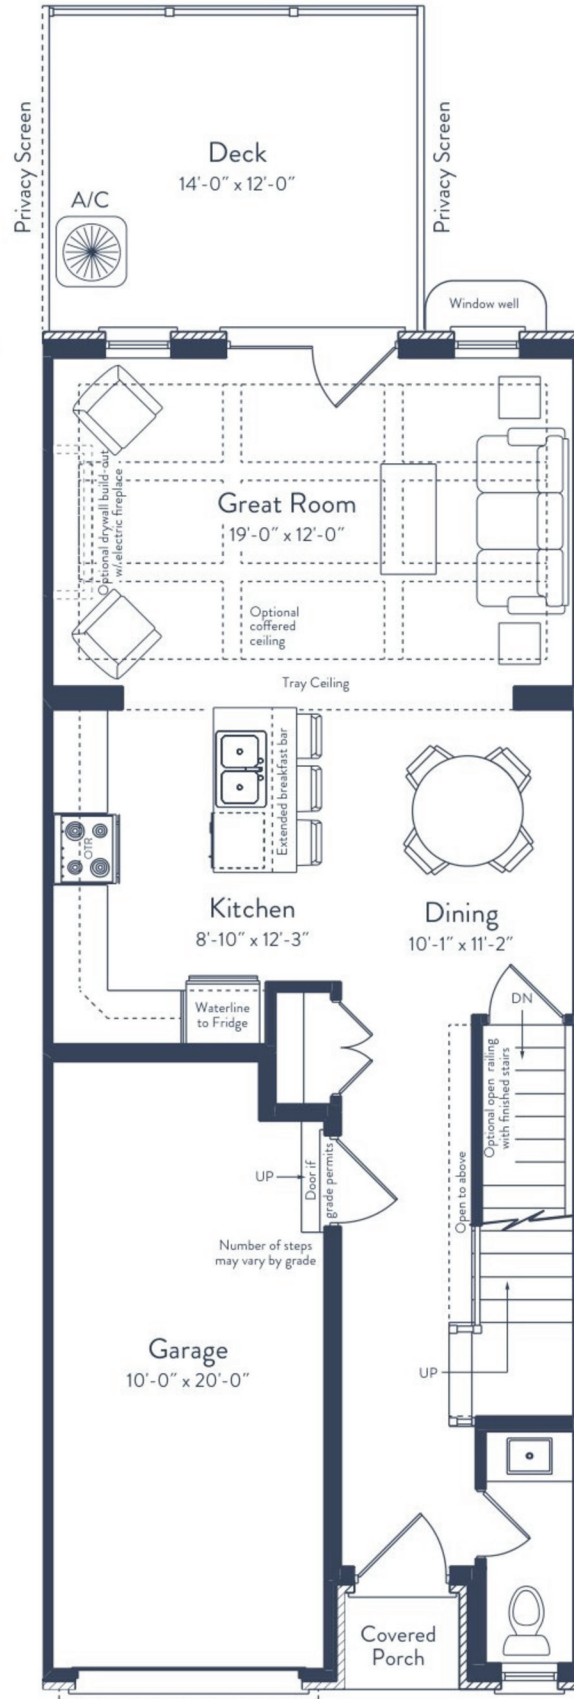 Privacy Screen
Privacy Screen
Deck
14'-0" x 12'-0"
A/C
Window well
Optional drywall build-out
w/ electric fireplace
Great Room
19'-0" x 12'-0"
Optional
coffered
ceiling
Tray Ceiling
Extended breakfast bar
OTR
Kitchen
8'-10" x 12'-3"
Dining
10'-1" x 11'-2"
Waterline
to Fridge
DN
Optional open railing
with finished stairs
UP
Door if
grade permits
Open to above
Number of steps
may vary by grade
Garage
10'-0" x 20'-0"
UP
Covered
Porch